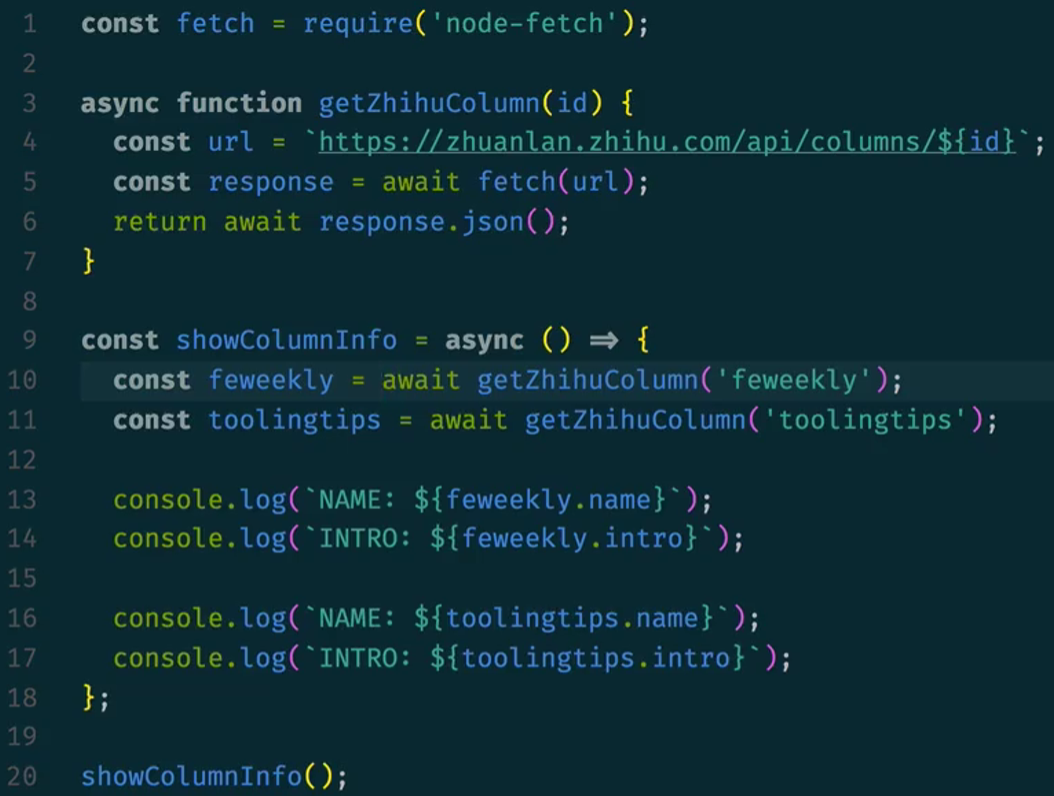 1 const fetch = require('node-fetch');
2
3 async function getZhihuColumn(id) {
4   const url = `https://zhuanlan.zhihu.com/api/columns/${id}`;
5   const response = await fetch(url);
6   return await response.json();
7 }
8
9 const showColumnInfo = async () => {
10   const feweekly = await getZhihuColumn('feweekly');
11   const toolingtips = await getZhihuColumn('toolingtips');
12
13   console.log(`NAME: ${feweekly.name}`);
14   console.log(`INTRO: ${feweekly.intro}`);
15
16   console.log(`NAME: ${toolingtips.name}`);
17   console.log(`INTRO: ${toolingtips.intro}`);
18 };
19
20 showColumnInfo();